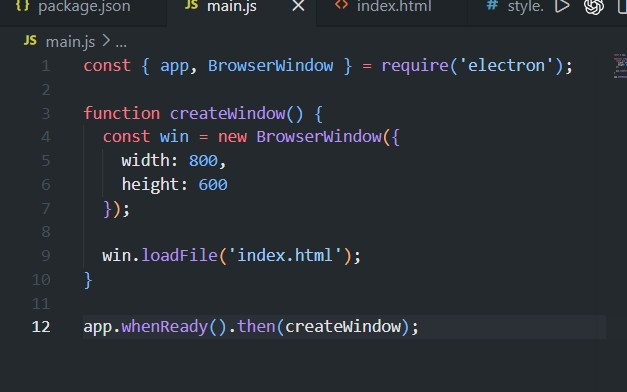 {} package.json JS main.js × <> index.html # style.
JS main.js > ...
1 const { app, BrowserWindow } = require('electron');
2
3 function createWindow() {
4 const win = new BrowserWindow({
5 width: 800,
6 height: 600
7 });
8
9 win.loadFile('index.html');
10 }
11
12 app.whenReady().then(createWindow);